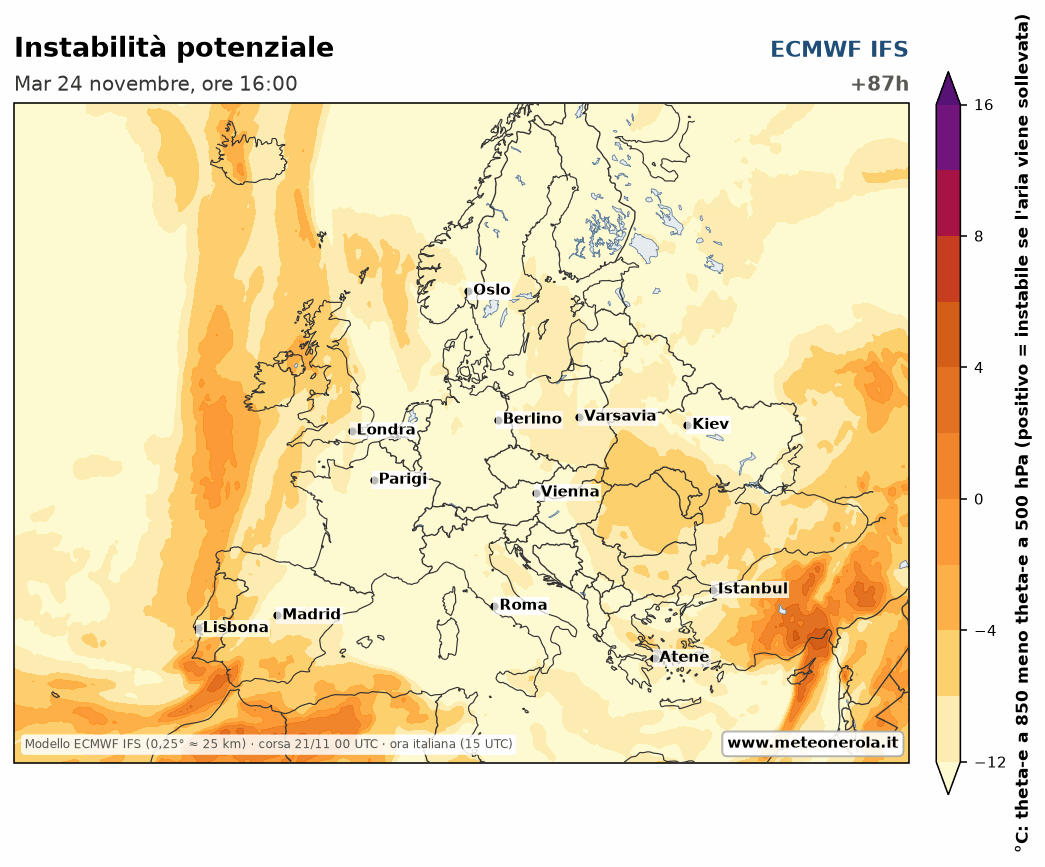 Instabilità potenziale
ECMWF IFS
Mar 24 novembre, ore 16:00
+87h
16
8
4
0
−4
−12
°C: theta-e a 850 meno theta-e a 500 hPa (positivo = instabile se l'aria viene sollevata)
Oslo
Berlino
Varsavia
Kiev
Londra
Parigi
Vienna
Istanbul
Roma
Madrid
Lisbona
Atene
Modello ECMWF IFS (0,25° ≈ 25 km) · corsa 21/11 00 UTC · ora italiana (15 UTC)
www.meteonerola.it